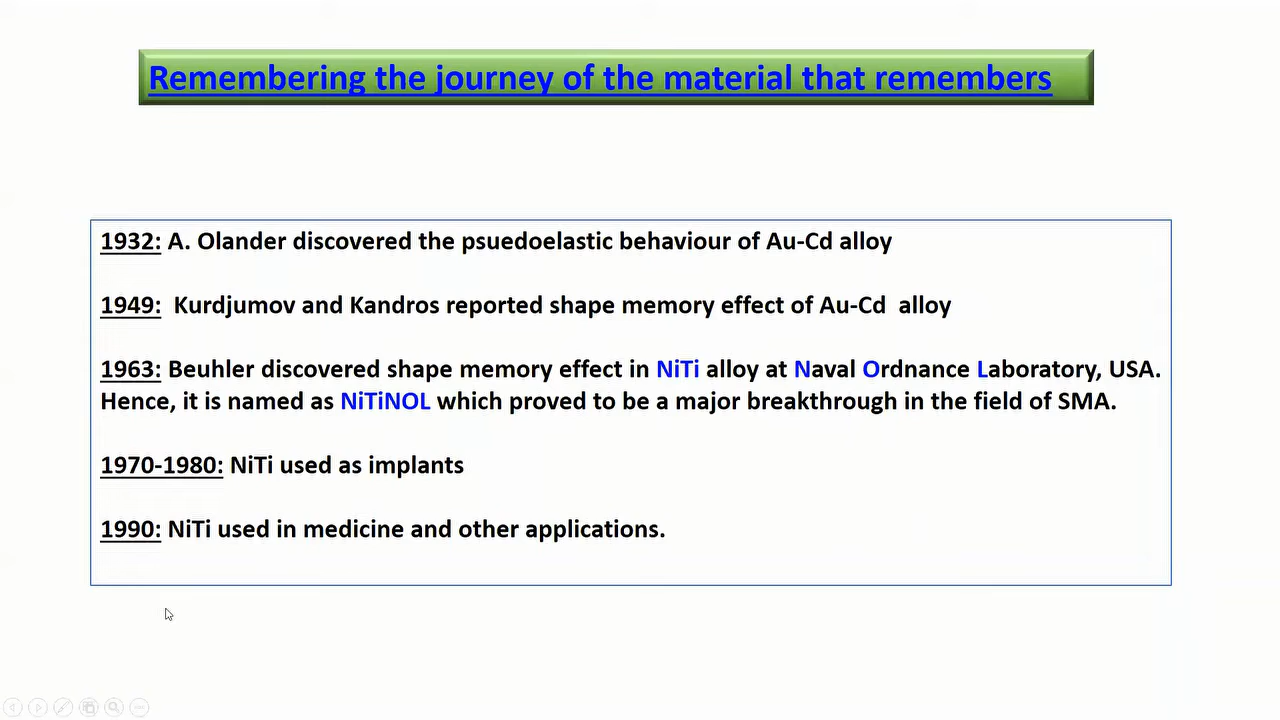 Remembering the journey of the material that remembers
1932: A. Olander discovered the psuedoelastic behaviour of Au-Cd alloy
1949: Kurdjumov and Kandros reported shape memory effect of Au-Cd alloy
1963: Beuhler discovered shape memory effect in NiTi alloy at Naval Ordnance Laboratory, USA.
Hence, it is named as NiTiNOL which proved to be a major breakthrough in the field of SMA.
1970-1980: NiTi used as implants
1990: NiTi used in medicine and other applications.